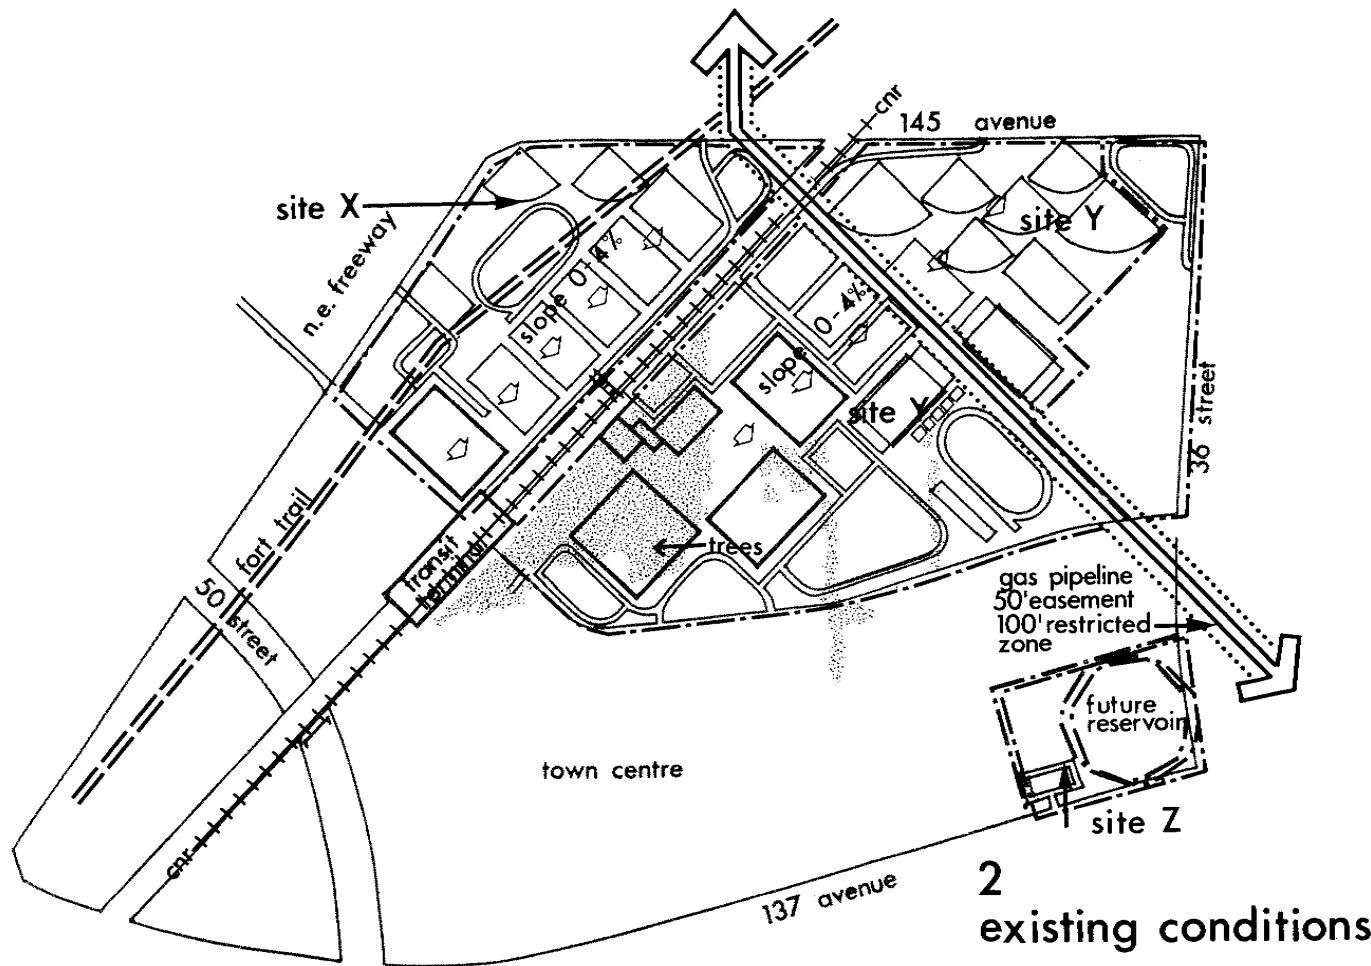 cnr
145 avenue
site X
site Y
n.e. freeway
slope 0-4%
slope 0-4%
site Y
36 street
fort trail
transit
terminal
trees
50 street
gas pipeline
50' easement
100' restricted
zone
future
reservoir
town centre
site Z
cnr
137 avenue
2
existing conditions